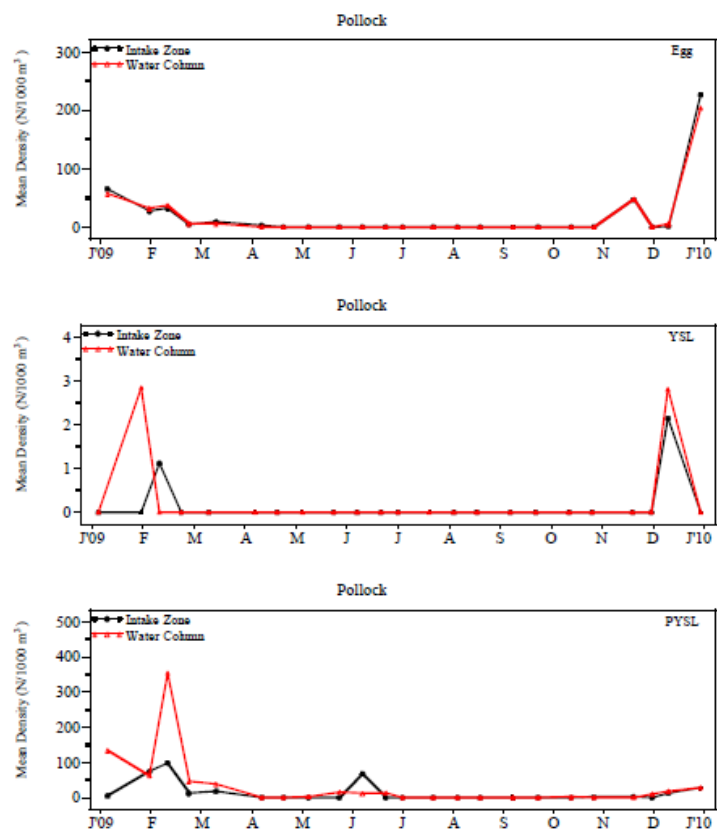 Pollock
Mean Density (N/1000 m³)
300
200
100
0
Intake Zone
Water Column
Egg
J'09 F M A M J J A S O N D J'10
Pollock
Mean Density (N/1000 m³)
4
3
2
1
0
Intake Zone
Water Column
YSL
J'09 F M A M J J A S O N D J'10
Pollock
Mean Density (N/1000 m³)
500
400
300
200
100
0
Intake Zone
Water Column
PYSL
J'09 F M A M J J A S O N D J'10